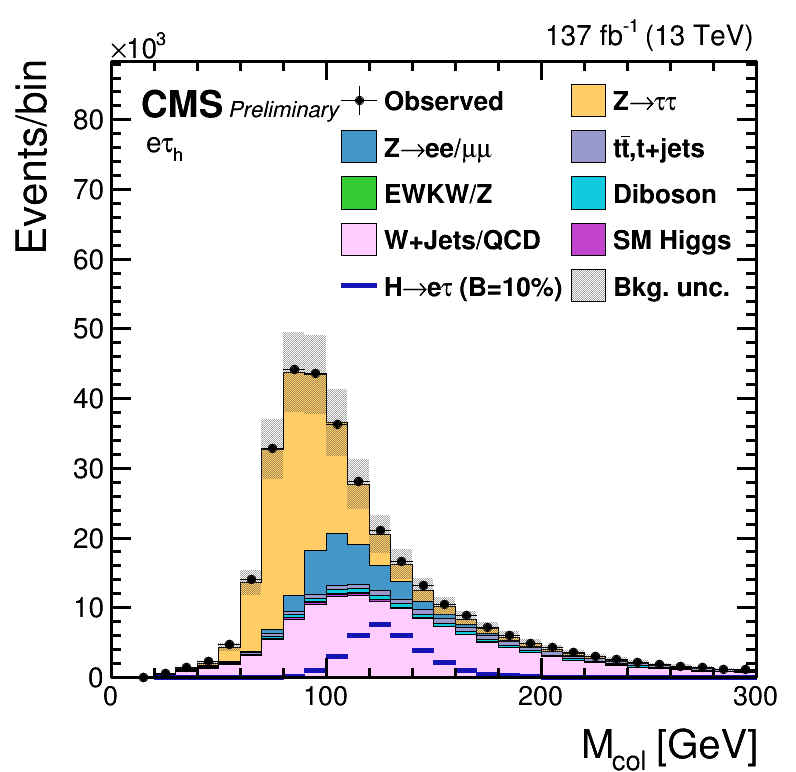 ×10³ 137 fb⁻¹ (13 TeV)
CMS Preliminary
eτh
Observed
Z→ττ
Z→ee/μμ
tt̄,t+jets
EWKW/Z
Diboson
W+Jets/QCD
SM Higgs
H→eτ (B=10%)
Bkg. unc.
Events/bin
80
70
60
50
40
30
20
10
0
0 100 200 300
Mcol [GeV]